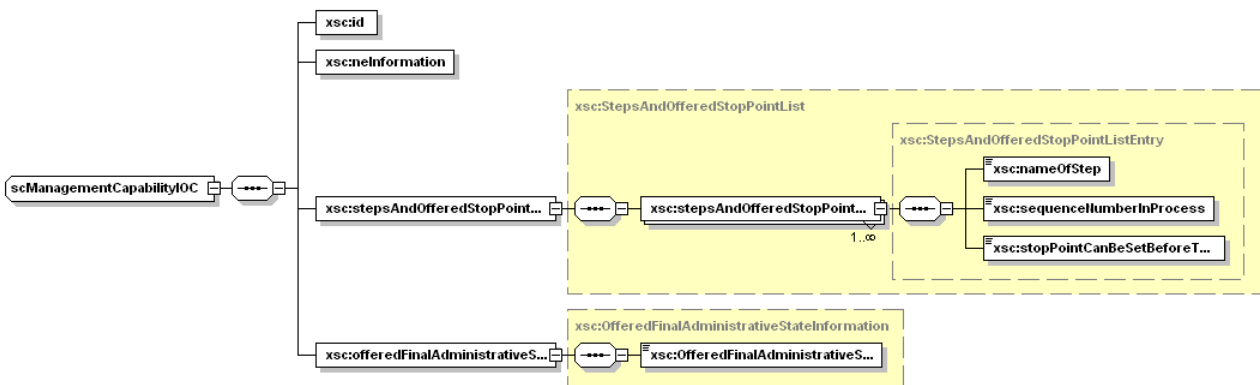 xsc:id
xsc:neInformation
xsc:StepsAndOfferedStopPointList
xsc:StepsAndOfferedStopPointListEntry
xsc:nameOfStep
scManagementCapabilityIOC
xsc:stepsAndOfferedStopPoint...
xsc:stepsAndOfferedStopPoint...
xsc:sequenceNumberInProcess
1..∞
xsc:stopPointCanBeSetBeforeT...
xsc:OfferedFinalAdministrativeStateInformation
xsc:offeredFinalAdministrativeS...
xsc:OfferedFinalAdministrativeS...